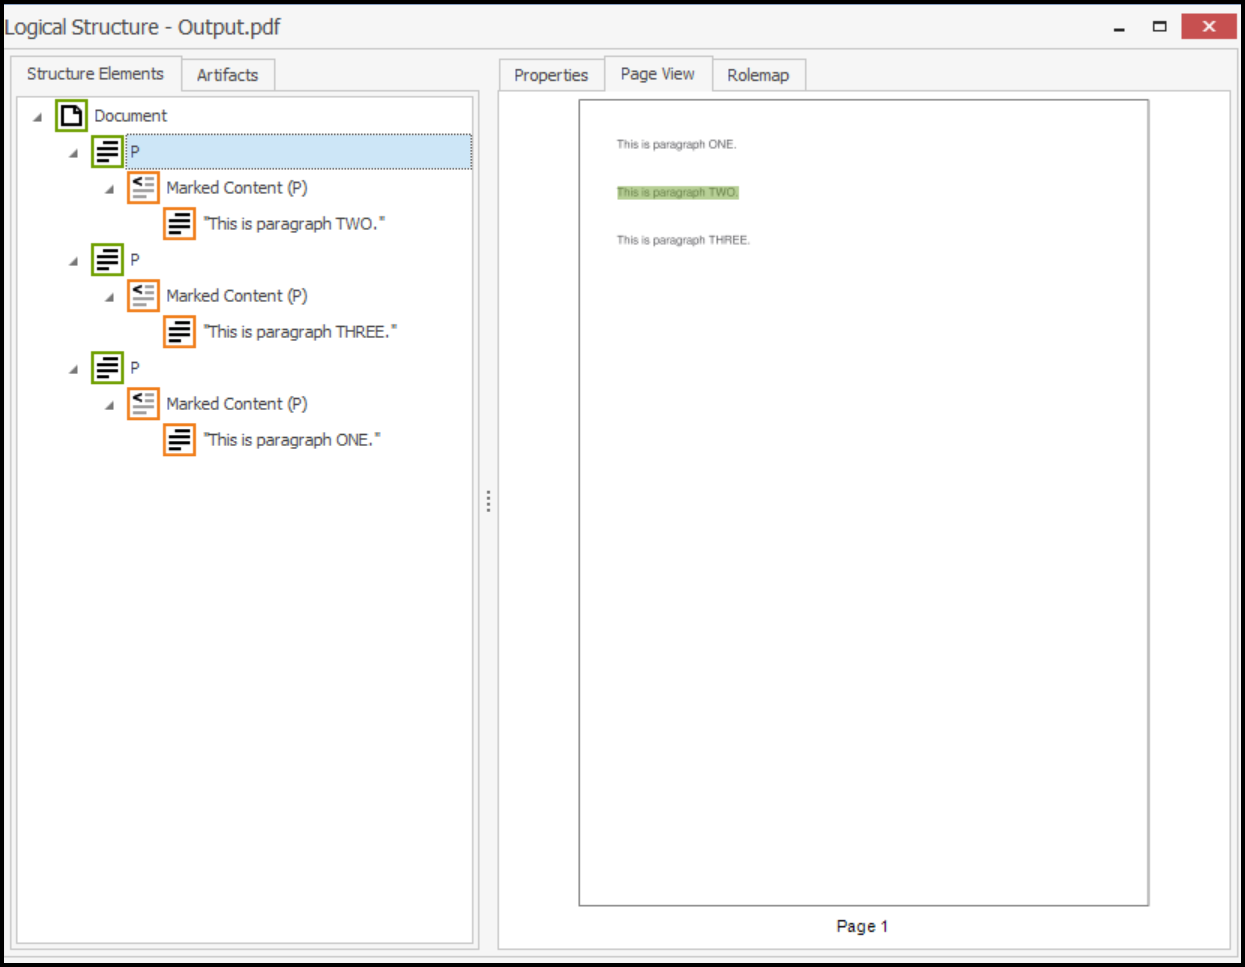 Logical Structure - Output.pdf
Structure Elements
Artifacts
Document
P
Marked Content (P)
"This is paragraph TWO."
P
Marked Content (P)
"This is paragraph THREE."
P
Marked Content (P)
"This is paragraph ONE."
Properties
Page View
Rolemap
This is paragraph ONE.
This is paragraph TWO.
This is paragraph THREE.
Page 1